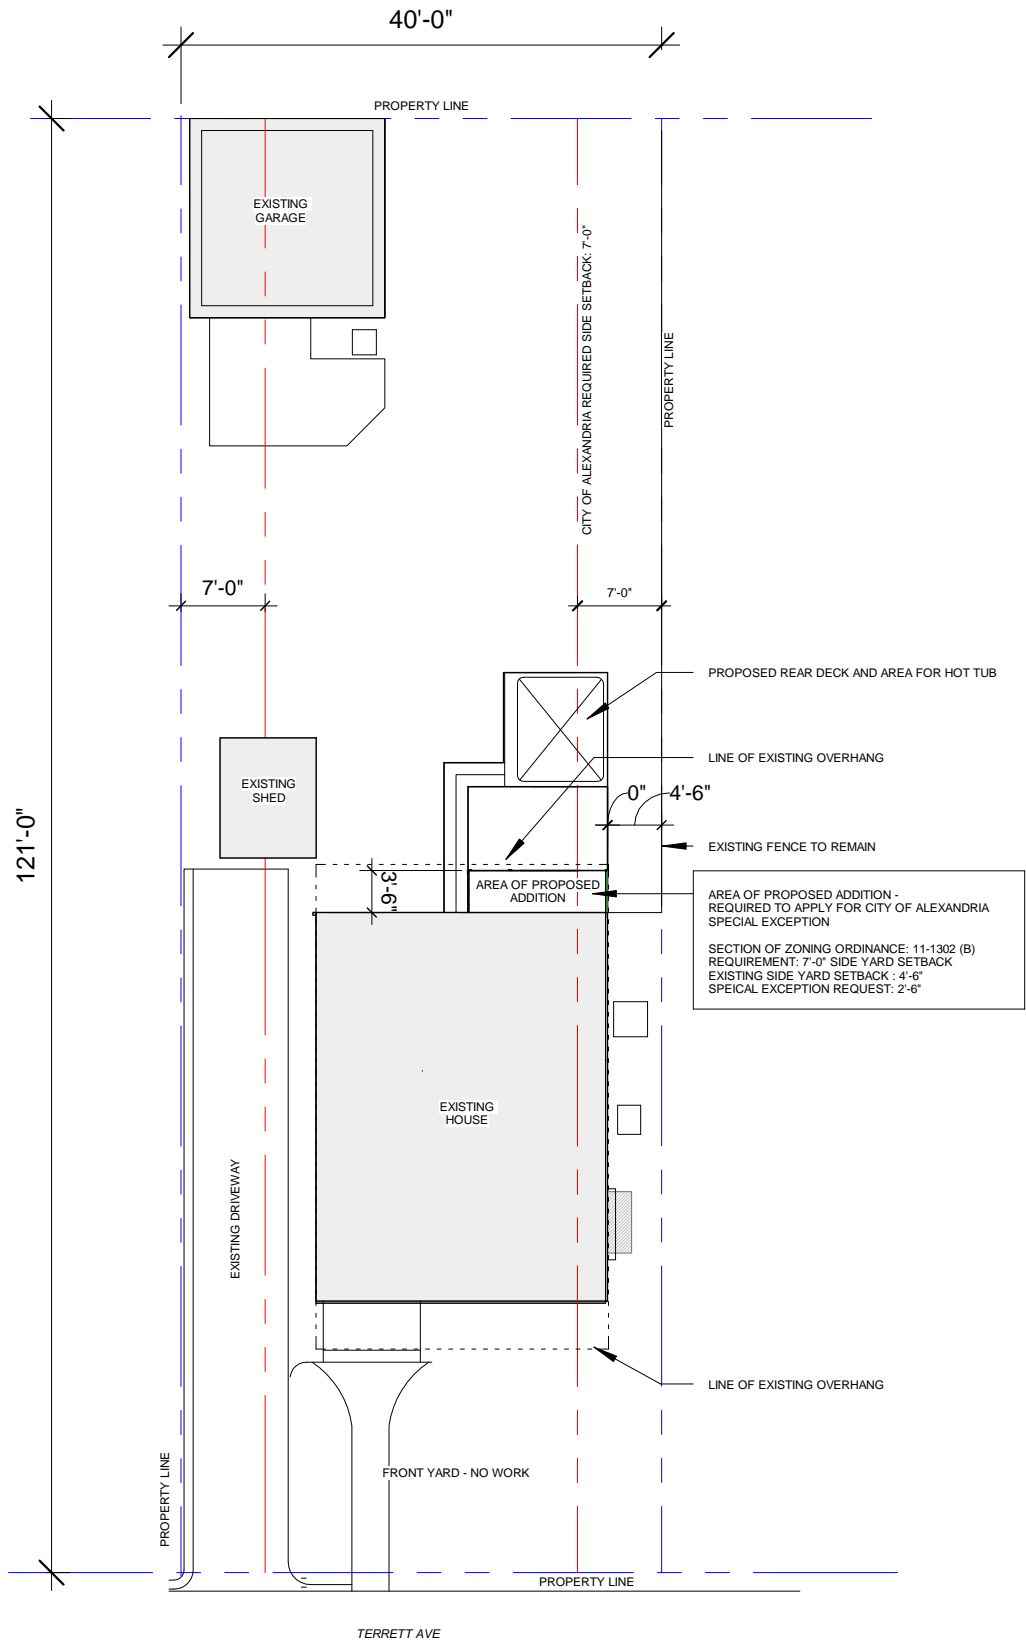 40'-0"
PROPERTY LINE
EXISTING
GARAGE
CITY OF ALEXANDRIA REQUIRED SIDE SETBACK: 7'-0"
PROPERTY LINE
7'-0"
7'-0"
PROPOSED REAR DECK AND AREA FOR HOT TUB
LINE OF EXISTING OVERHANG
EXISTING
SHED
0"
4'-6"
121'-0"
EXISTING FENCE TO REMAIN
3'-6"
AREA OF PROPOSED
ADDITION
AREA OF PROPOSED ADDITION -
REQUIRED TO APPLY FOR CITY OF ALEXANDRIA
SPECIAL EXCEPTION
SECTION OF ZONING ORDINANCE: 11-1302 (B)
REQUIREMENT: 7'-0" SIDE YARD SETBACK
EXISTING SIDE YARD SETBACK : 4'-6"
SPEICAL EXCEPTION REQUEST: 2'-6"
EXISTING
HOUSE
EXISTING DRIVEWAY
LINE OF EXISTING OVERHANG
FRONT YARD - NO WORK
PROPERTY LINE
PROPERTY LINE
TERRETT AVE